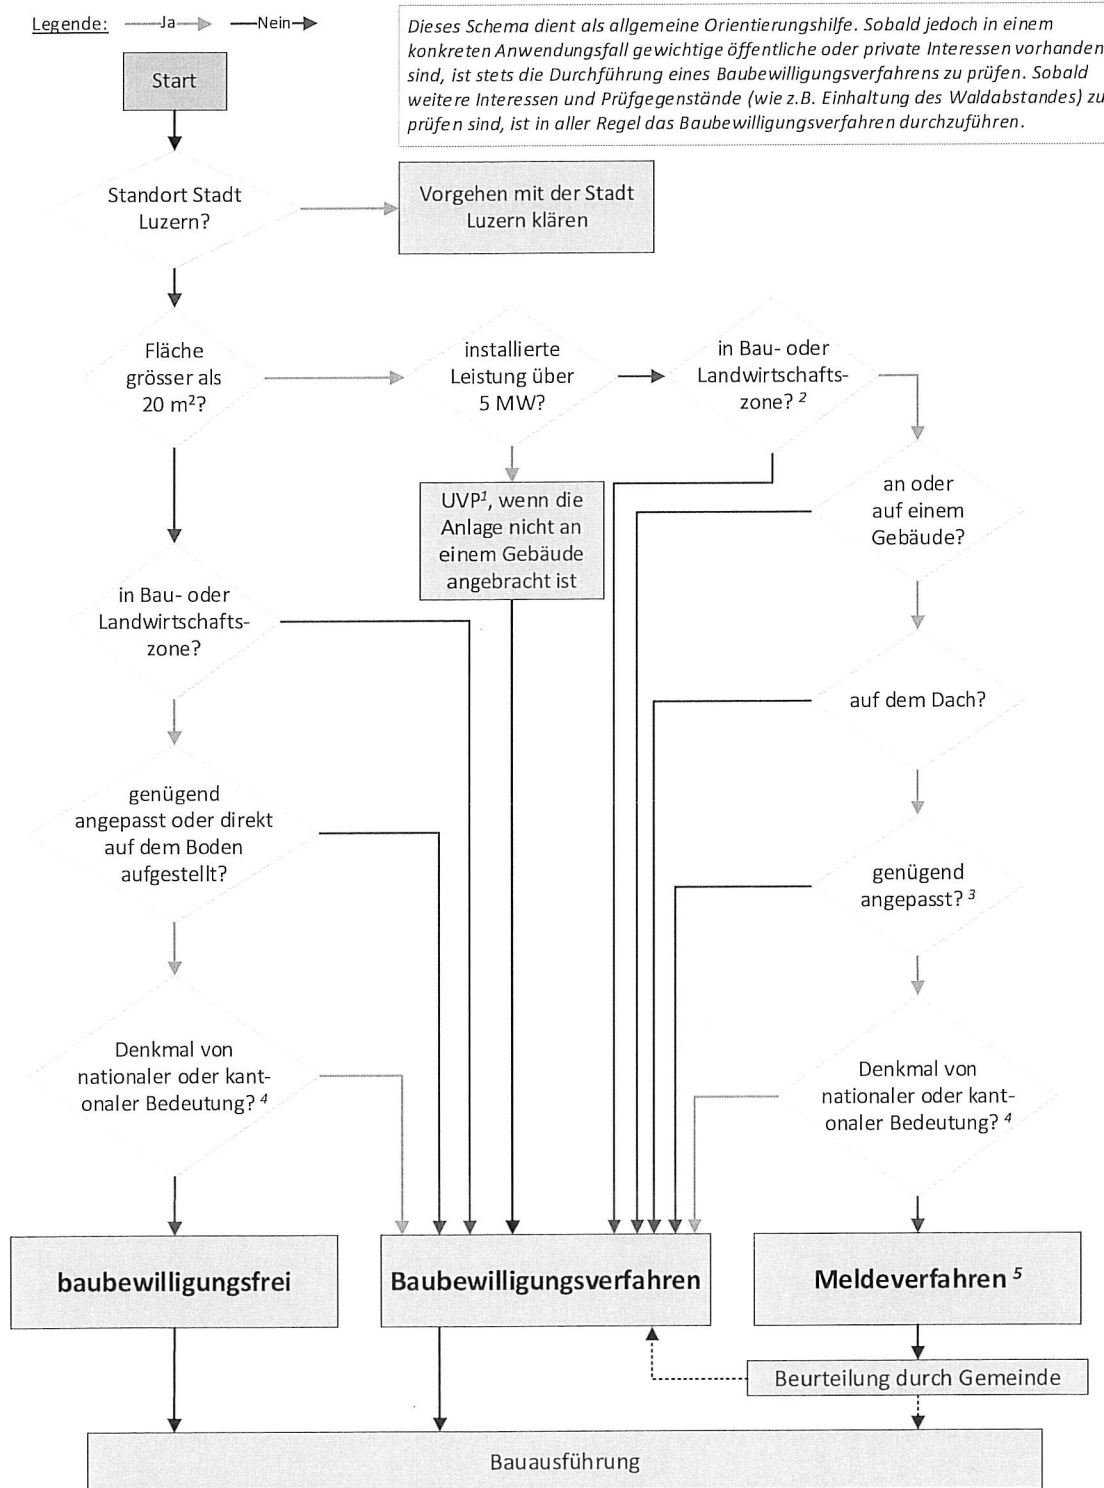 Legende: Ja Nein
Dieses Schema dient als allgemeine Orientierungshilfe. Sobald jedoch in einem
konkreten Anwendungsfall gewichtige öffentliche oder private Interessen vorhanden
sind, ist stets die Durchführung eines Baubewilligungsverfahrens zu prüfen. Sobald
weitere Interessen und Prüfgegenstände (wie z.B. Einhaltung des Waldabstandes) zu
prüfen sind, ist in aller Regel das Baubewilligungsverfahren durchzuführen.
Start
Standort Stadt
Luzern?
Vorgehen mit der Stadt
Luzern klären
Fläche
grösser als
20 m²?
installierte
Leistung über
5 MW?
in Bau- oder
Landwirtschafts-
zone? ²
UVP¹, wenn die
Anlage nicht an
einem Gebäude
angebracht ist
an oder
auf einem
Gebäude?
in Bau- oder
Landwirtschafts-
zone?
auf dem Dach?
genügend
angepasst oder direkt
auf dem Boden
aufgestellt?
genügend
angepasst? ³
Denkmal von
nationaler oder kant-
onaler Bedeutung? ⁴
Denkmal von
nationaler oder kant-
onaler Bedeutung? ⁴
baubewilligungsfrei
Baubewilligungsverfahren
Meldeverfahren ⁵
Beurteilung durch Gemeinde
Bauausführung